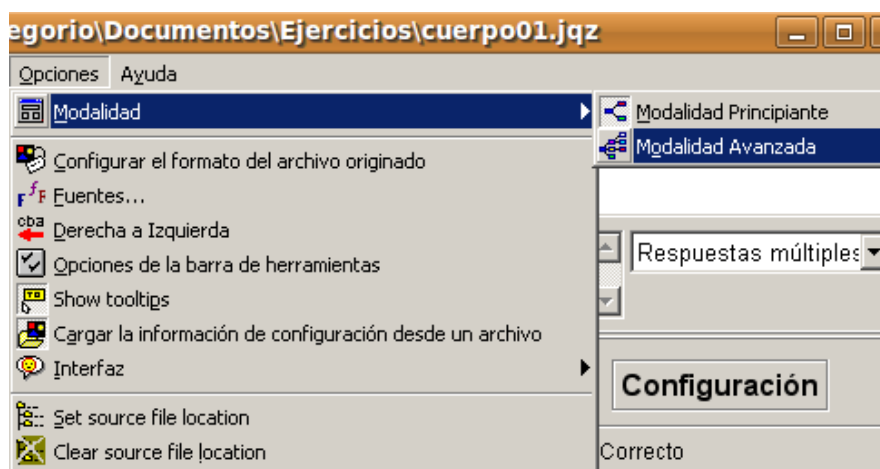 egorio\Documentos\Ejercicios\cuerpo01.jqz
Opciones Ayuda
Modalidad
Modalidad Principiante
Modalidad Avanzada
Configurar el formato del archivo originado
Fuentes...
Derecha a Izquierda
Opciones de la barra de herramientas
Show tooltips
Cargar la información de configuración desde un archivo
Interfaz
Set source file location
Clear source file location
Respuestas múltiples
Configuración
Correcto